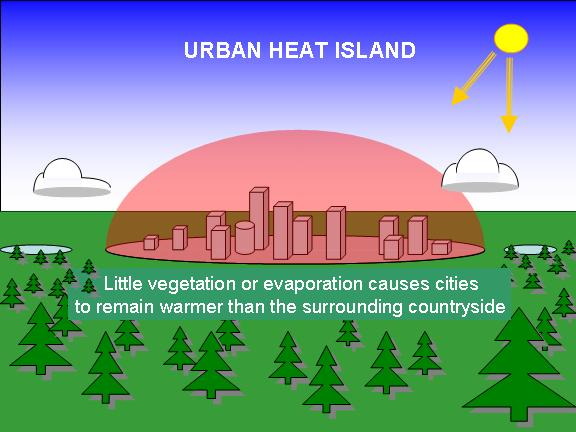 URBAN HEAT ISLAND
Little vegetation or evaporation causes cities
to remain warmer than the surrounding countryside